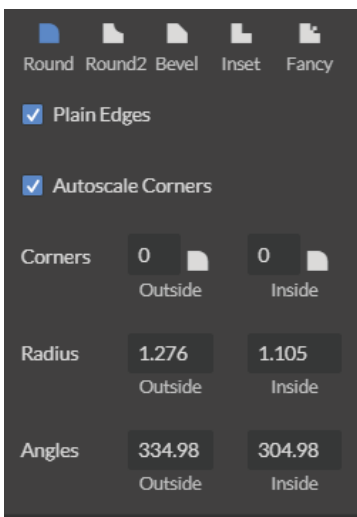 Round Round2 Bevel Inset Fancy
Plain Edges
Autoscale Corners
Corners 0 0
Outside Inside
Radius 1.276 1.105
Outside Inside
Angles 334.98 304.98
Outside Inside